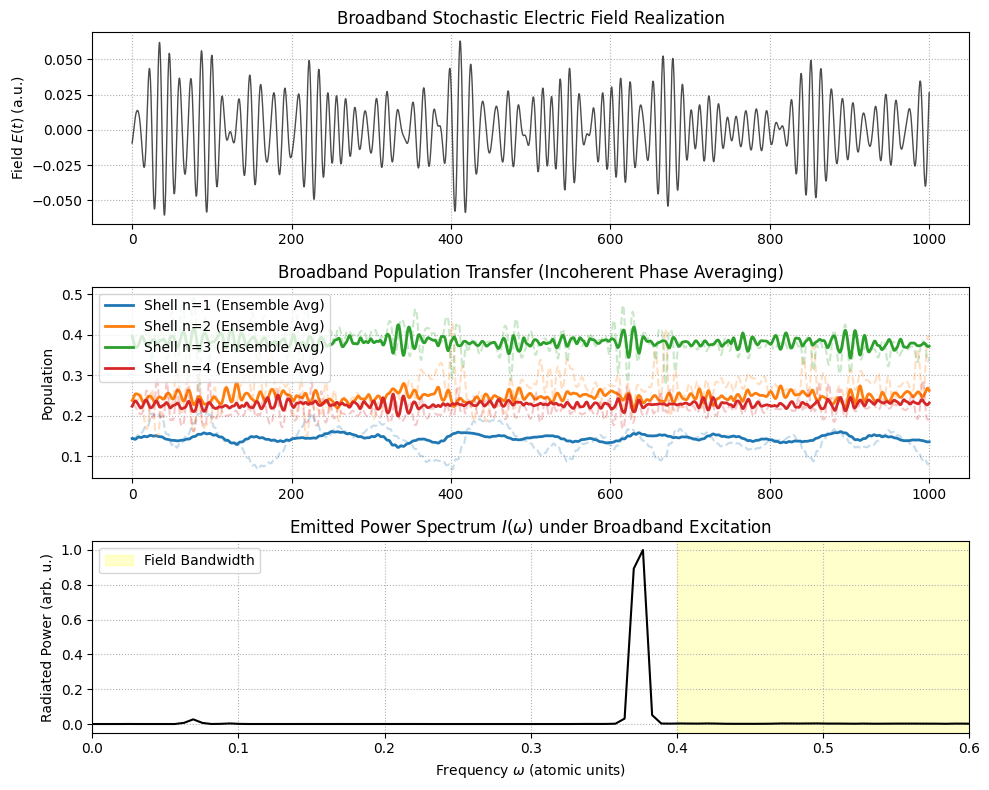 Broadband Stochastic Electric Field Realization
Field E(t) (a.u.)
0.050
0.025
0.000
−0.025
−0.050
0 200 400 600 800 1000
Broadband Population Transfer (Incoherent Phase Averaging)
Population
0.5
0.4
0.3
0.2
0.1
Shell n=1 (Ensemble Avg)
Shell n=2 (Ensemble Avg)
Shell n=3 (Ensemble Avg)
Shell n=4 (Ensemble Avg)
0 200 400 600 800 1000
Emitted Power Spectrum I(ω) under Broadband Excitation
Radiated Power (arb. u.)
1.0
0.8
0.6
0.4
0.2
0.0
Field Bandwidth
0.0 0.1 0.2 0.3 0.4 0.5 0.6
Frequency ω (atomic units)